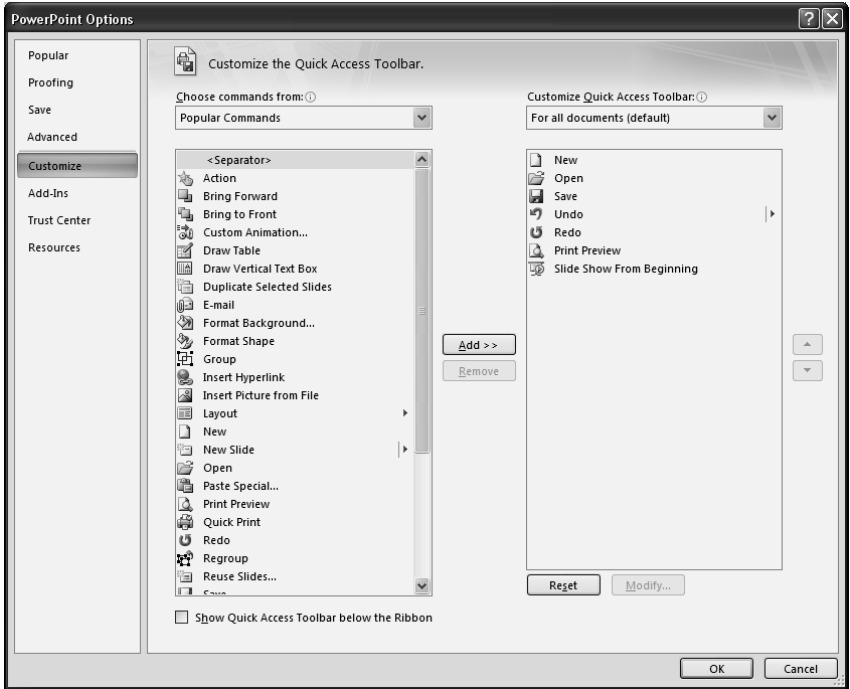 PowerPoint Options
Popular
Proofing
Save
Advanced
Customize
Add-Ins
Trust Center
Resources
Customize the Quick Access Toolbar.
Choose commands from:
Popular Commands
<Separator>
Action
Bring Forward
Bring to Front
Custom Animation...
Draw Table
Draw Vertical Text Box
Duplicate Selected Slides
E-mail
Format Background...
Format Shape
Group
Insert Hyperlink
Insert Picture from File
Layout
New
New Slide
Open
Paste Special...
Print Preview
Quick Print
Redo
Regroup
Reuse Slides...
Save
Show Quick Access Toolbar below the Ribbon
Add >>
Remove
Customize Quick Access Toolbar:
For all documents (default)
New
Open
Save
Undo
Redo
Print Preview
Slide Show From Beginning
Reset
Modify...
OK
Cancel